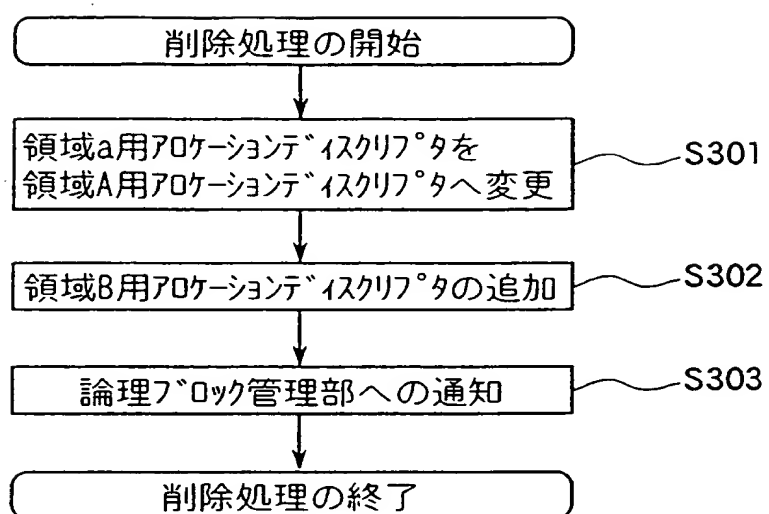 削除処理の開始
領域a用ｱﾛｹｰｼｮﾝﾃﾞｨｽｸﾘﾌﾟﾀを
領域A用ｱﾛｹｰｼｮﾝﾃﾞｨｽｸﾘﾌﾟﾀへ変更
S301
領域B用ｱﾛｹｰｼｮﾝﾃﾞｨｽｸﾘﾌﾟﾀの追加
S302
論理ﾌﾞﾛｯｸ管理部への通知
S303
削除処理の終了